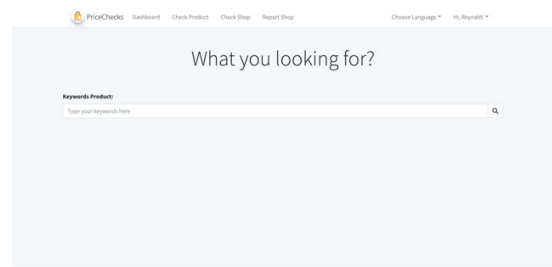 PriceChecks Dashboard Check Product Check Shop Report Shop Choose Language Hi, Reynaldi
What you looking for?
Keywords Product:
Type your keywords here